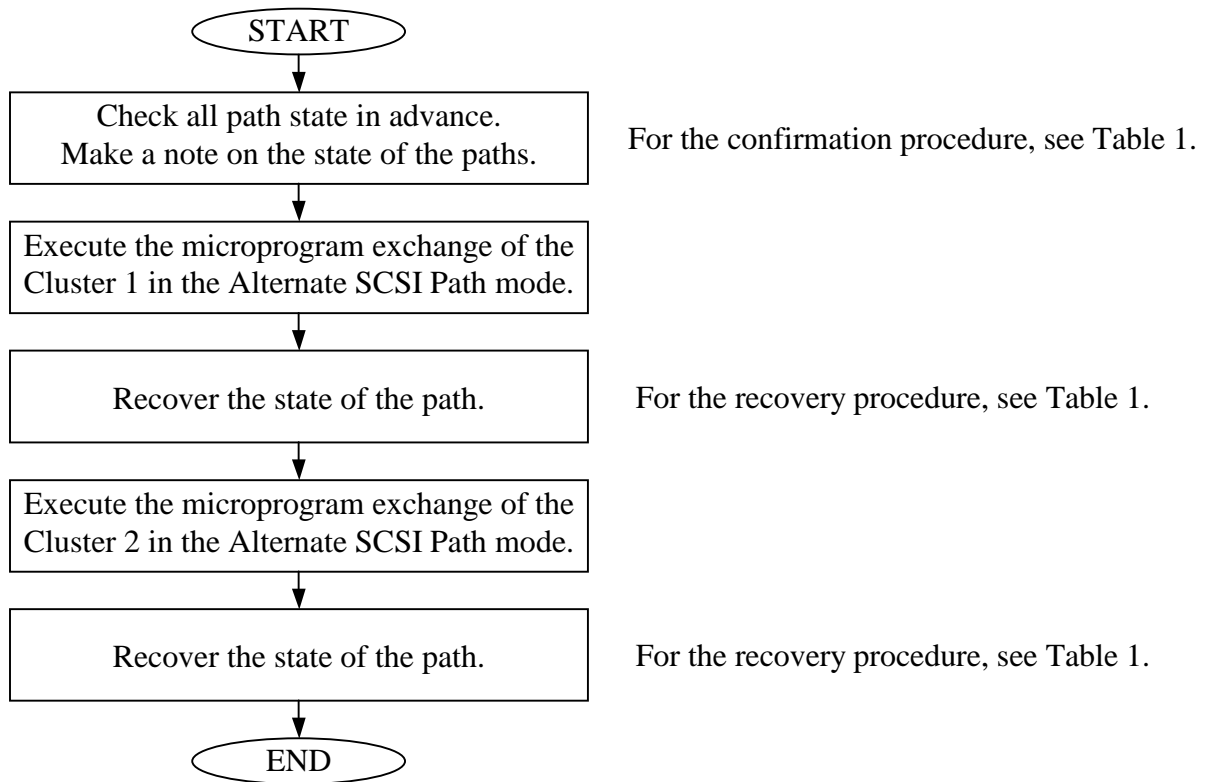 START
Check all path state in advance.
Make a note on the state of the paths.
For the confirmation procedure, see Table 1.
Execute the microprogram exchange of the
Cluster 1 in the Alternate SCSI Path mode.
Recover the state of the path.
For the recovery procedure, see Table 1.
Execute the microprogram exchange of the
Cluster 2 in the Alternate SCSI Path mode.
Recover the state of the path.
For the recovery procedure, see Table 1.
END